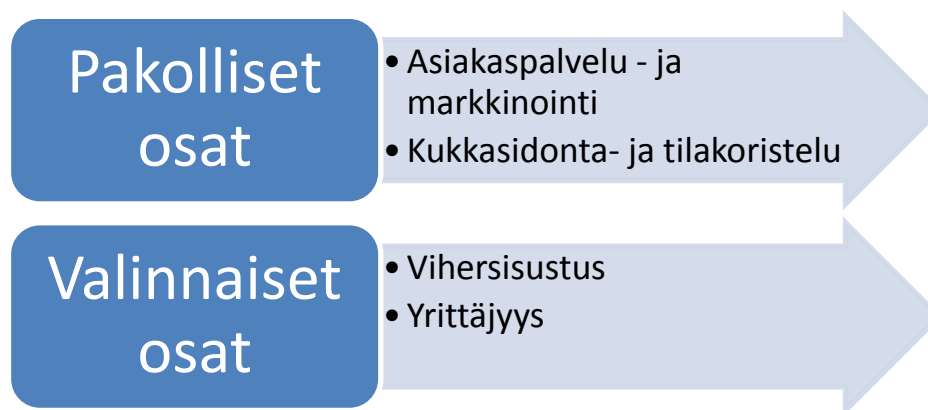 Pakolliset
osat
• Asiakaspalvelu - ja
markkinointi
• Kukkasidonta- ja tilakoristelu
Valinnaiset
osat
• Vihersisustus
• Yrittäjyys